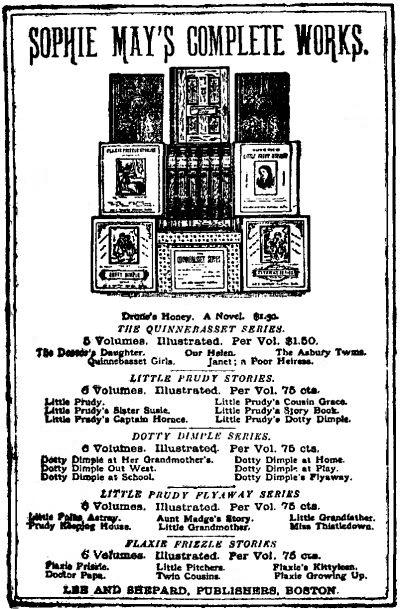 SOPHIE MAY'S COMPLETE WORKS.
FLAXIE FRIZZLE STORIES
LITTLE PRUDY STORIES
DOTTY DIMPLE
QUINNEBASSET SERIES
FLYAWAY SERIES
Drone's Honey. A Novel. $1.50.
THE QUINNEBASSET SERIES.
5 Volumes. Illustrated. Per Vol. $1.50.
The Doctor's Daughter. Our Helen. The Asbury Twins.
Quinnebasset Girls. Janet; a Poor Heiress.
LITTLE PRUDY STORIES.
6 Volumes. Illustrated. Per Vol. 75 cts.
Little Prudy. Little Prudy's Cousin Grace.
Little Prudy's Sister Susie. Little Prudy's Story Book.
Little Prudy's Captain Horace. Little Prudy's Dotty Dimple.
DOTTY DIMPLE SERIES.
6 Volumes. Illustrated. Per Vol. 75 cts.
Dotty Dimple at Her Grandmother's. Dotty Dimple at Home.
Dotty Dimple Out West. Dotty Dimple at Play.
Dotty Dimple at School. Dotty Dimple's Flyaway.
LITTLE PRUDY FLYAWAY SERIES
6 Volumes. Illustrated. Per Vol. 75 cts.
Little Folks Astray. Aunt Madge's Story. Little Grandfather.
Prudy Keeping House. Little Grandmother. Miss Thistledown.
FLAXIE FRIZZLE STORIES
6 Volumes. Illustrated. Per Vol. 75 cts.
Flaxie Frizzle. Little Pitchers. Flaxie's Kittyleen.
Doctor Papa. Twin Cousins. Flaxie Growing Up.
LEE AND SHEPARD, PUBLISHERS, BOSTON.